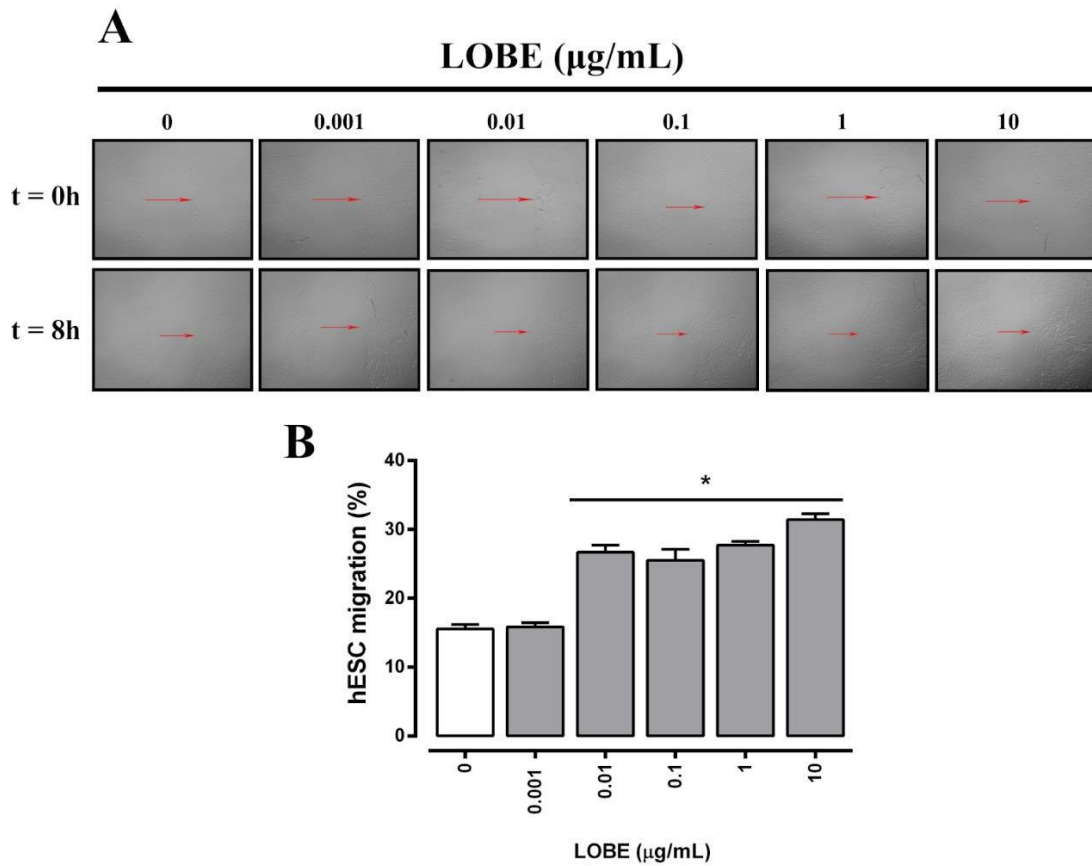 A
LOBE (μg/mL)
0 0.001 0.01 0.1 1 10
t = 0h
t = 8h
B
hESC migration (%)
40
30
20
10
0
*
0 0.001 0.01 0.1 1 10
LOBE (μg/mL)